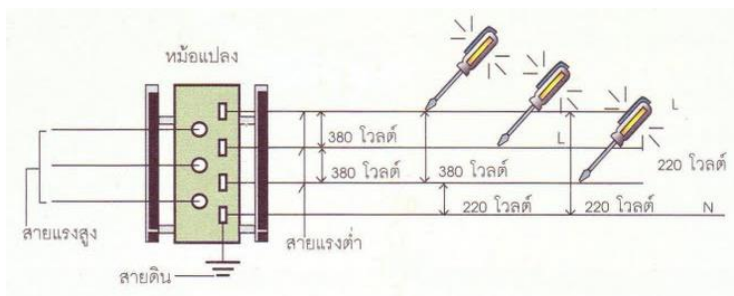 หม้อแปลง
L
380 โวลต์
L
380 โวลต์
380 โวลต์
220 โวลต์
220 โวลต์
220 โวลต์
N
สายแรงสูง
สายแรงต่ำ
สายดิน